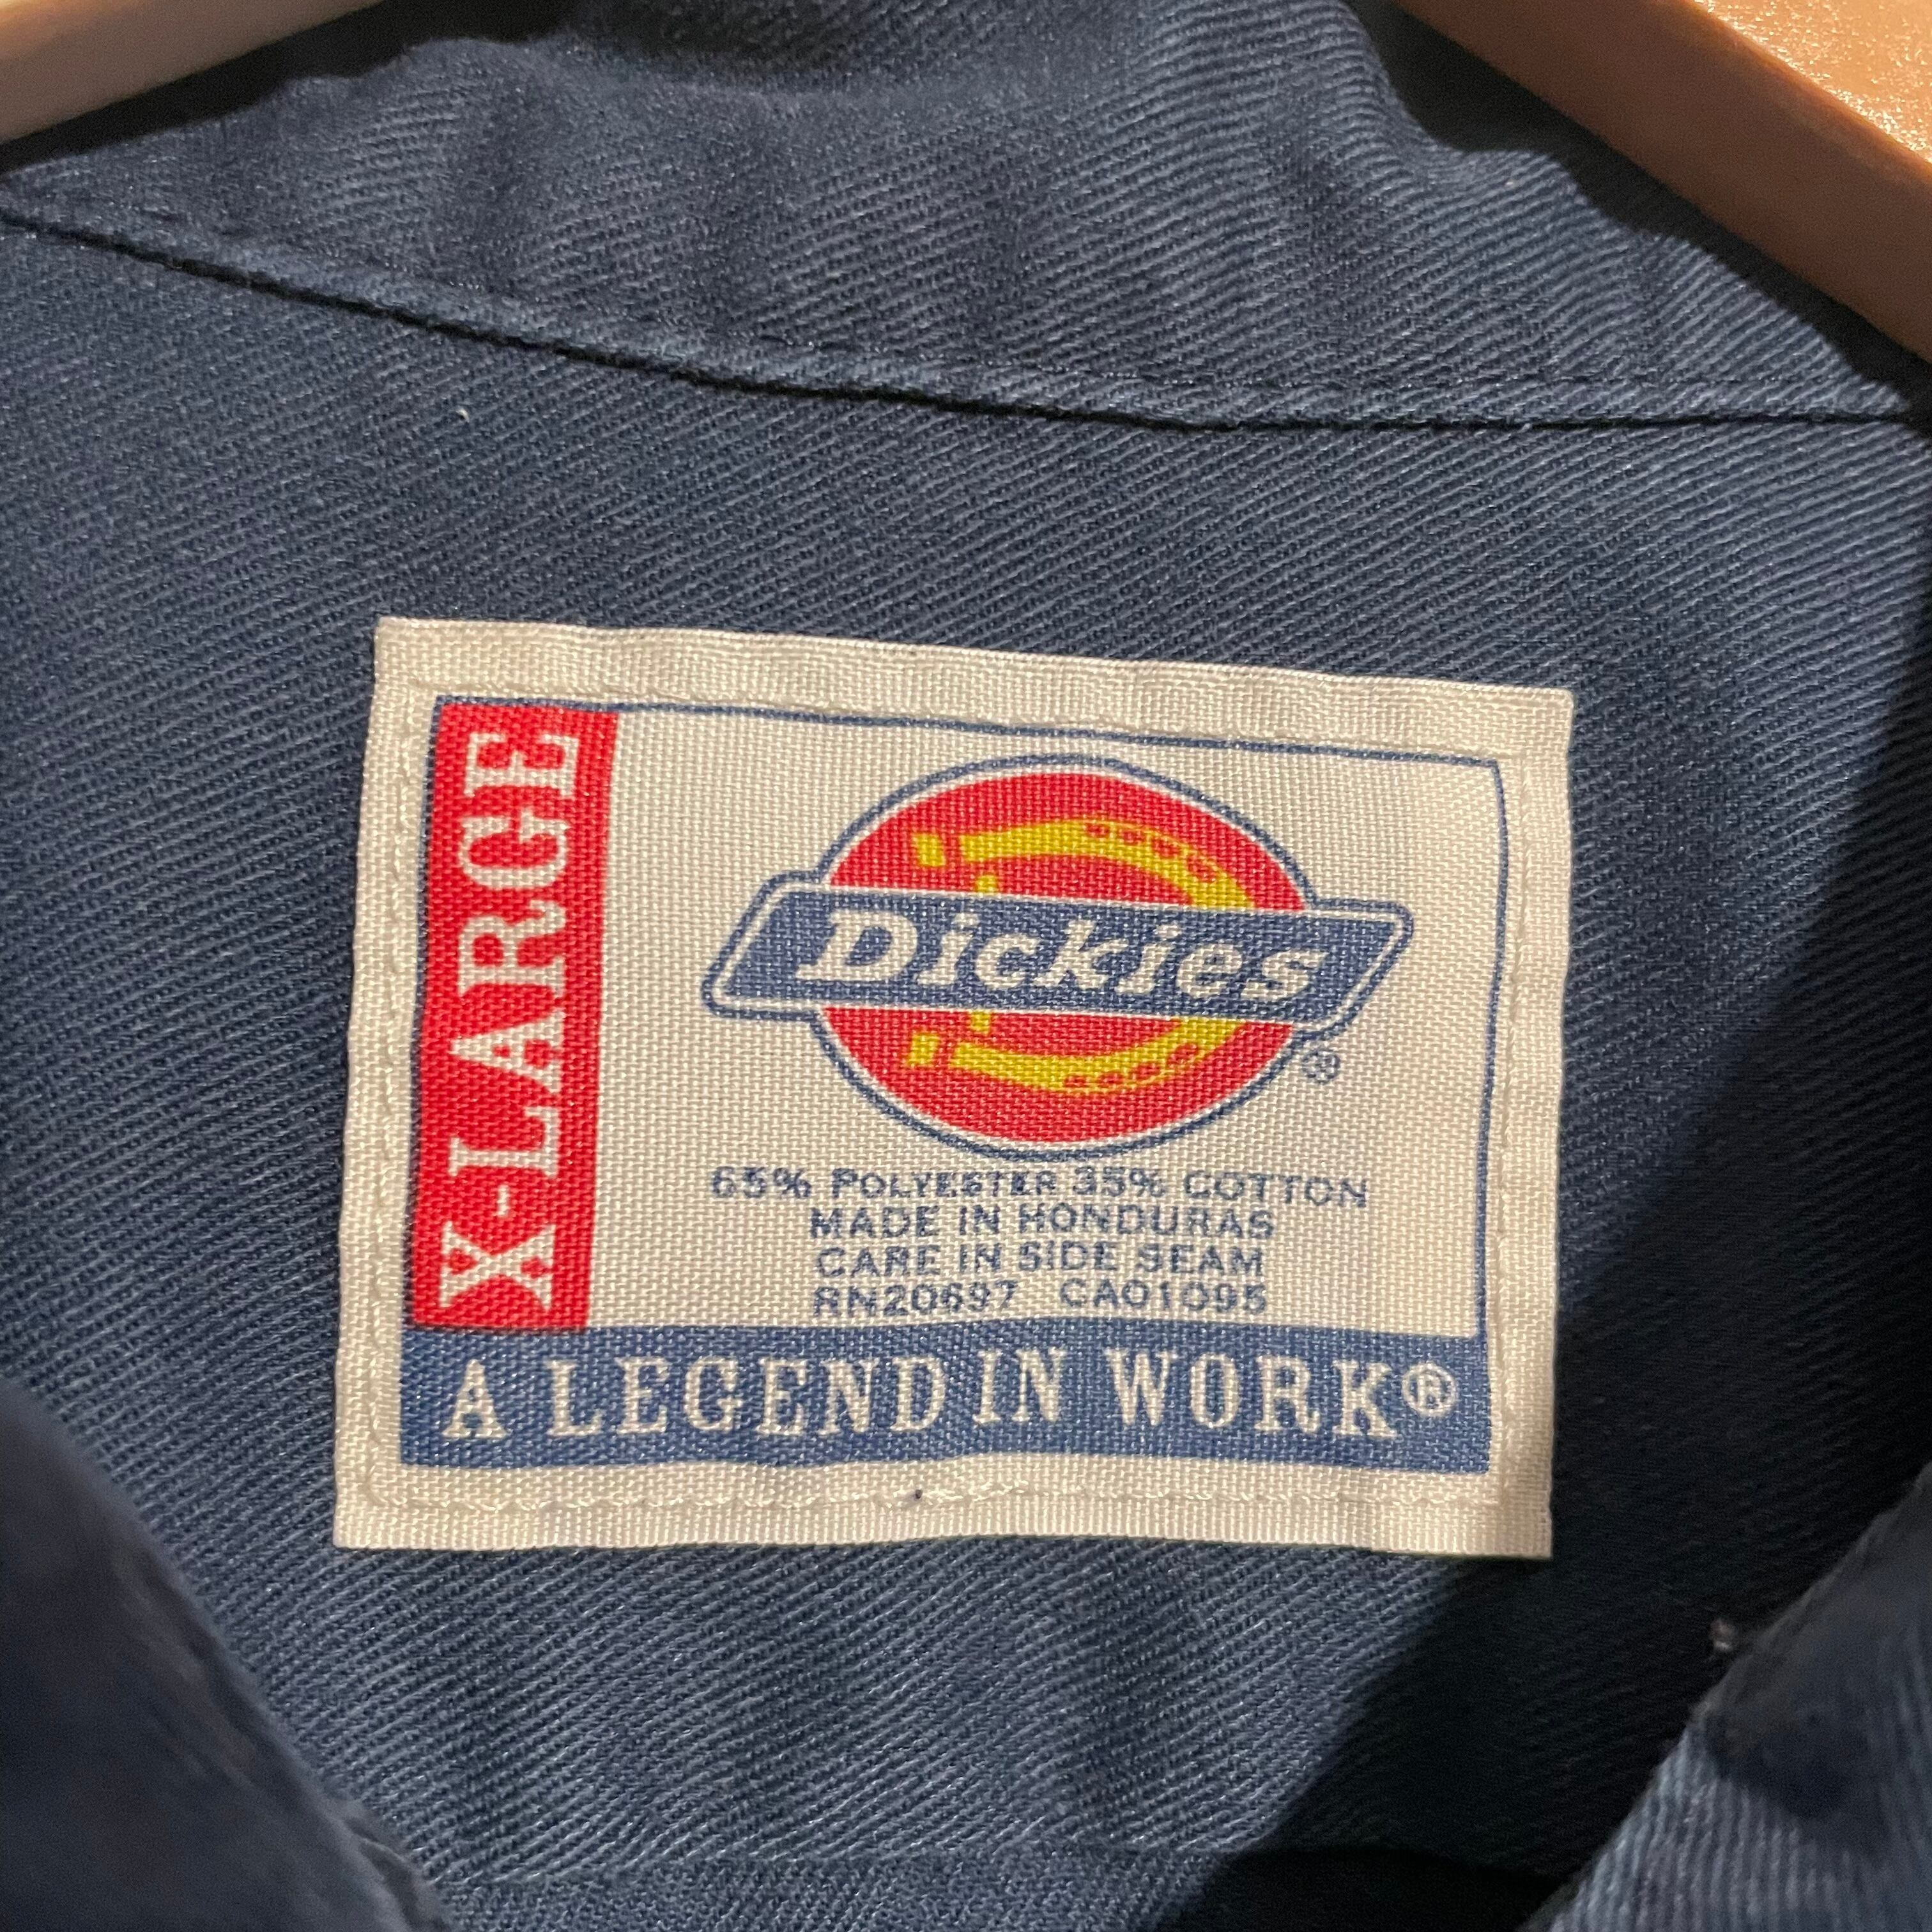 X-LARGE
Dickies
®
65% POLYESTER 35% COTTON
MADE IN HONDURAS
CARE IN SIDE SEAM
RN20697 CA01095
A LEGEND IN WORK®